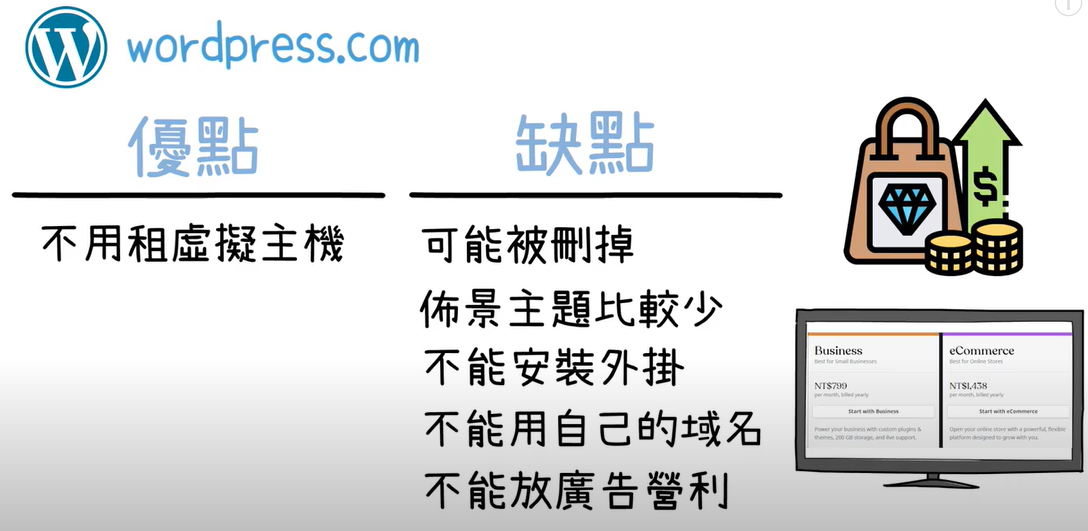 wordpress.com
優點
不用租虛擬主機
缺點
可能被刪掉
佈景主題比較少
不能安裝外掛
不能用自己的域名
不能放廣告營利
$
Business
Best for Small Businesses
NT$799
per month, billed yearly
Start with Business
Power your business with custom plugins &
themes, 200 GB storage, and live support.
eCommerce
Best for Online Stores
NT$1,438
per month, billed yearly
Start with eCommerce
Open your online store with a powerful, flexible
platform designed to grow with you.